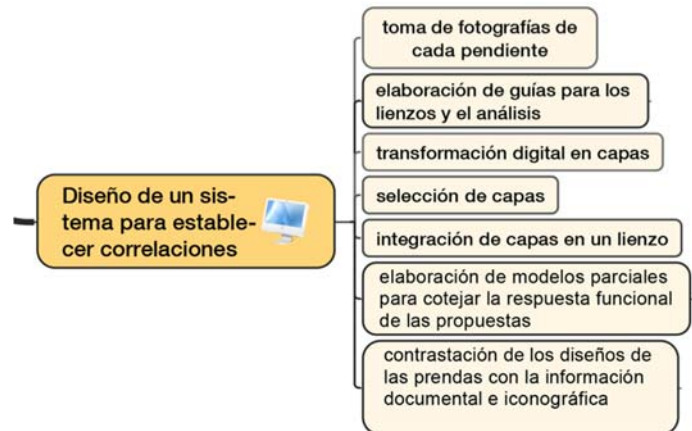 Diseño de un sis-
tema para estable-
cer correlaciones
toma de fotografías de
cada pendiente
elaboración de guías para los
lienzos y el análisis
transformación digital en capas
selección de capas
integración de capas en un lienzo
elaboración de modelos parciales
para cotejar la respuesta funcional
de las propuestas
contrastación de los diseños de
las prendas con la información
documental e iconográfica